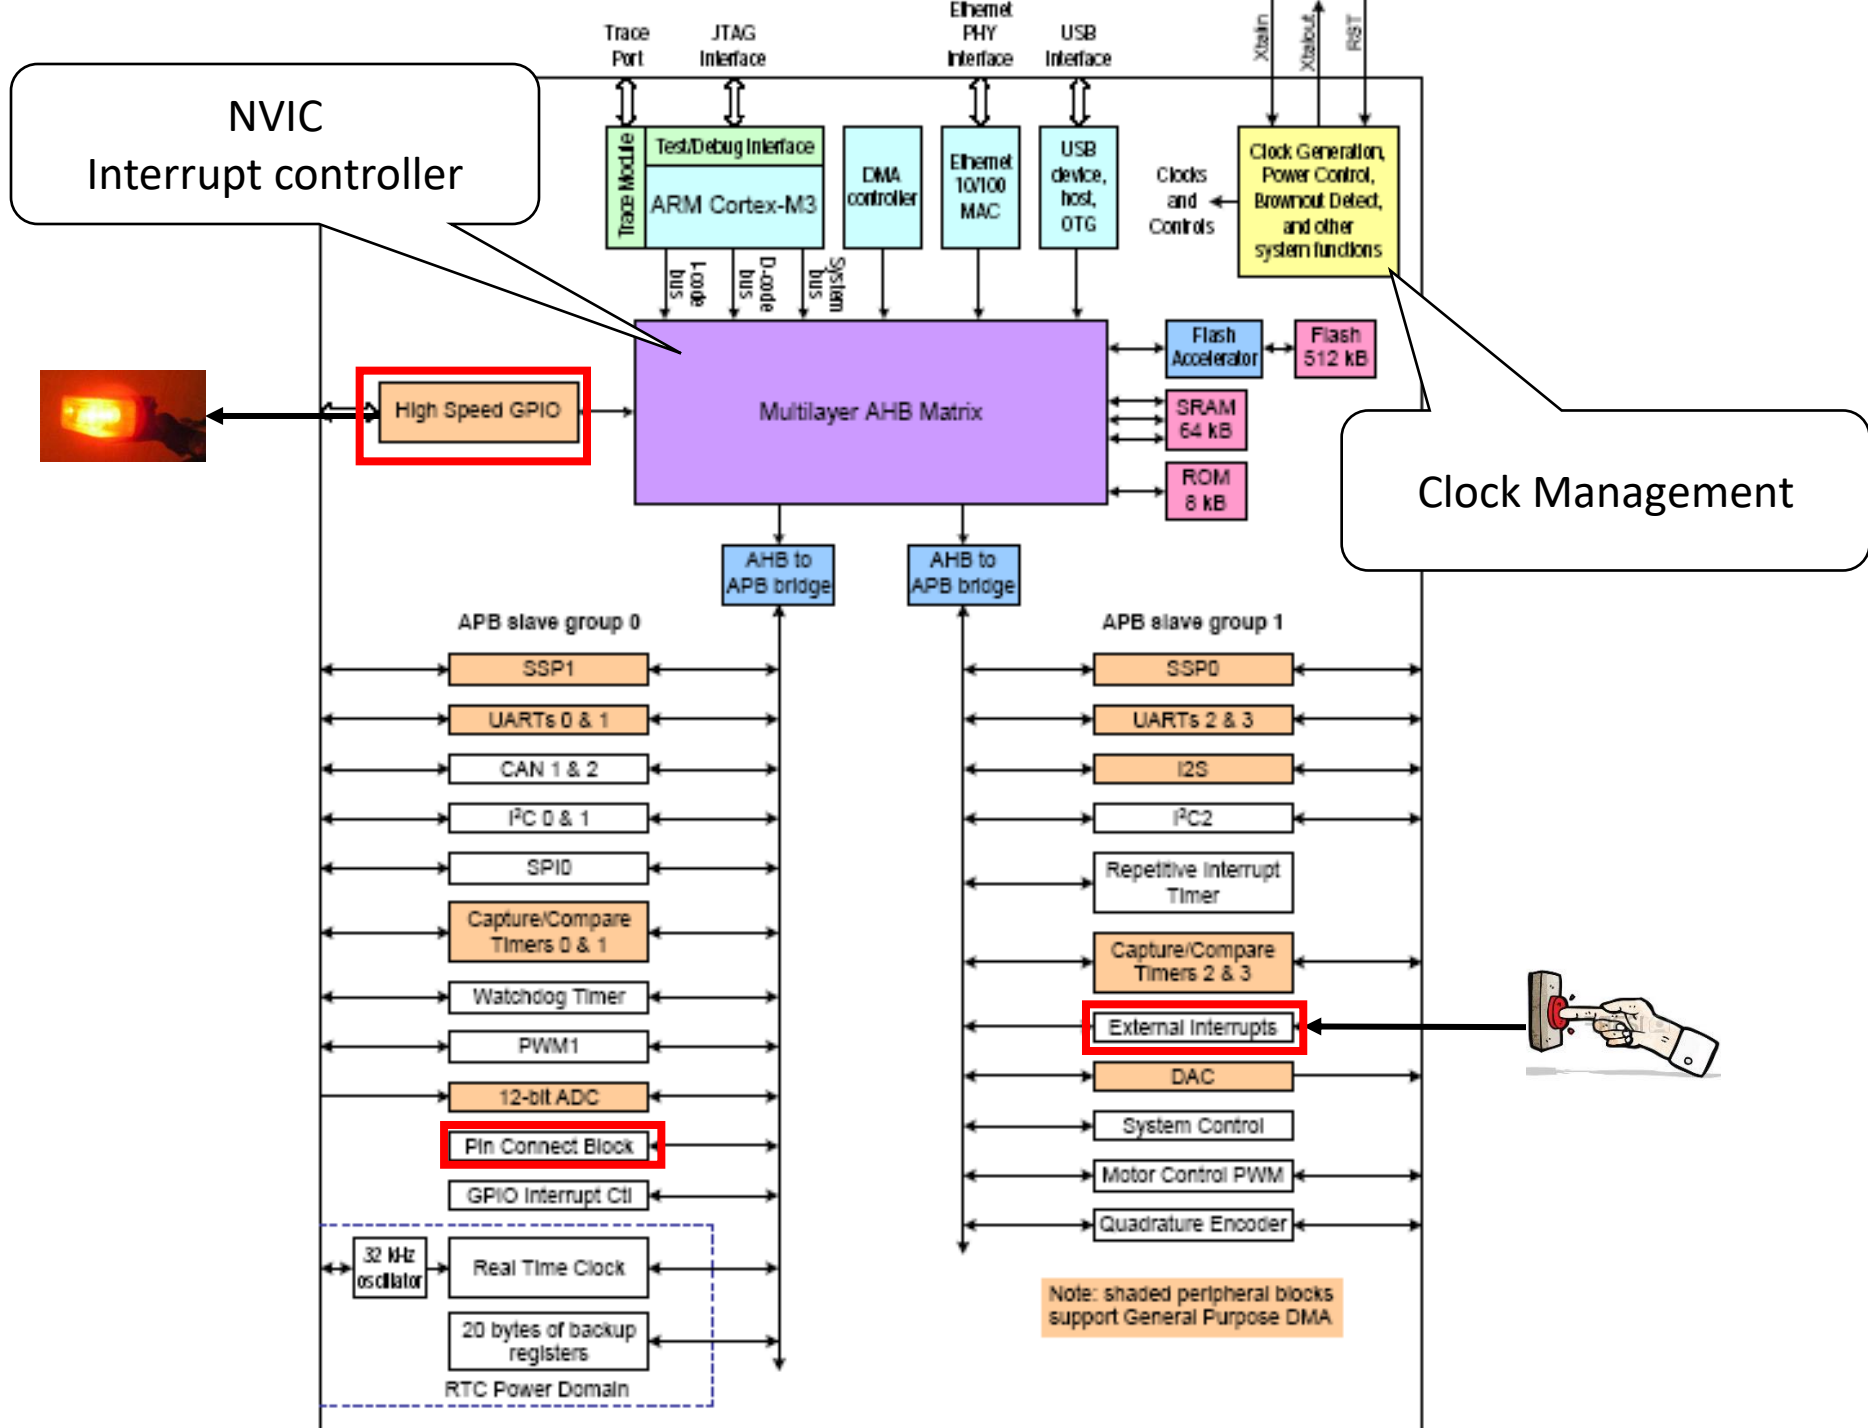 Trace
Port
JTAG
Interface
Ethernet
PHY
Interface
USB
Interface
Xtalin
Xtalout
RST
NVIC
Interrupt controller
Trace Module
Test/Debug Interface
ARM Cortex-M3
DMA
controller
Ethernet
10/100
MAC
USB
device,
host,
OTG
Clocks
and
Controls
Clock Generation,
Power Control,
Brownout Detect,
and other
system functions
I-code
bus
D-code
bus
System
bus
High Speed GPIO
Multilayer AHB Matrix
Flash
Accelerator
Flash
512 kB
SRAM
64 kB
ROM
8 kB
Clock Management
AHB to
APB bridge
AHB to
APB bridge
APB slave group 0
SSP1
UARTs 0 & 1
CAN 1 & 2
I²C 0 & 1
SPI0
Capture/Compare
Timers 0 & 1
Watchdog Timer
PWM1
12-bit ADC
Pin Connect Block
GPIO Interrupt Ctl
32 kHz
oscillator
Real Time Clock
20 bytes of backup
registers
RTC Power Domain
APB slave group 1
SSP0
UARTs 2 & 3
I2S
I²C2
Repetitive Interrupt
Timer
Capture/Compare
Timers 2 & 3
External Interrupts
DAC
System Control
Motor Control PWM
Quadrature Encoder
Note: shaded peripheral blocks
support General Purpose DMA